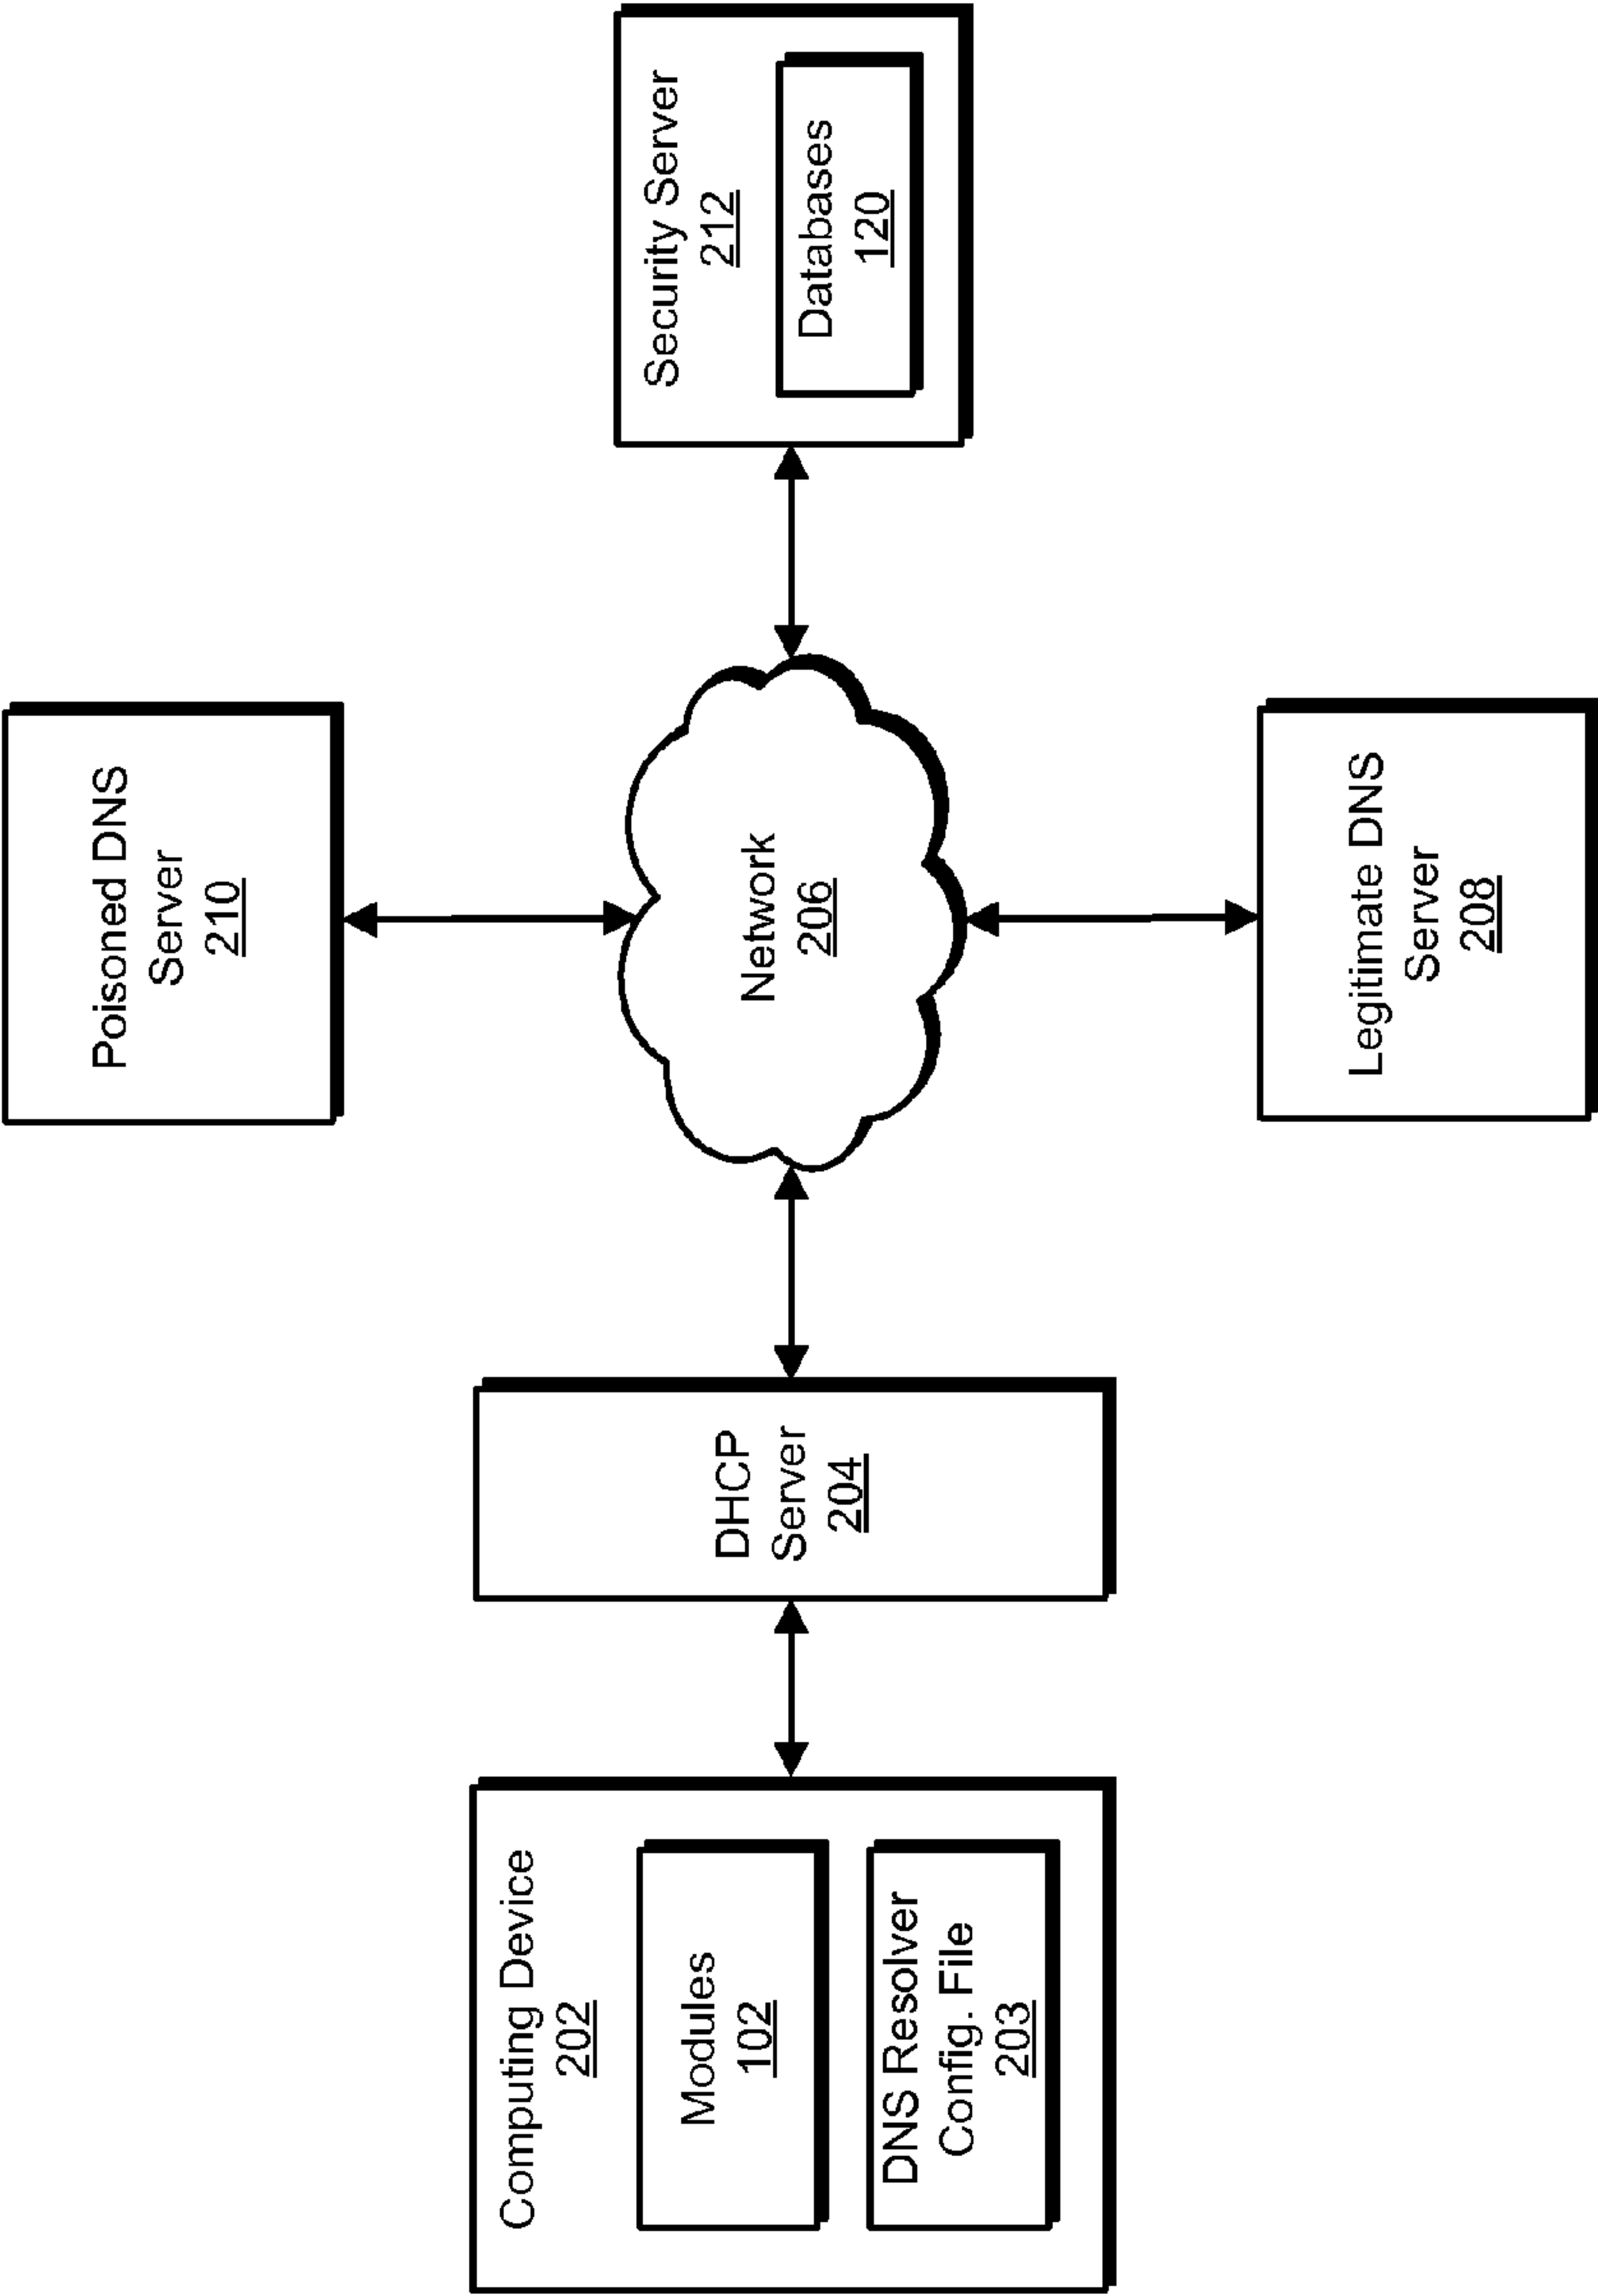 Computing Device
202
Modules
102
DNS Resolver
Config. File
203
DHCP
Server
204
Poisoned DNS
Server
210
Network
206
Legitimate DNS
Server
208
Security Server
212
Databases
120